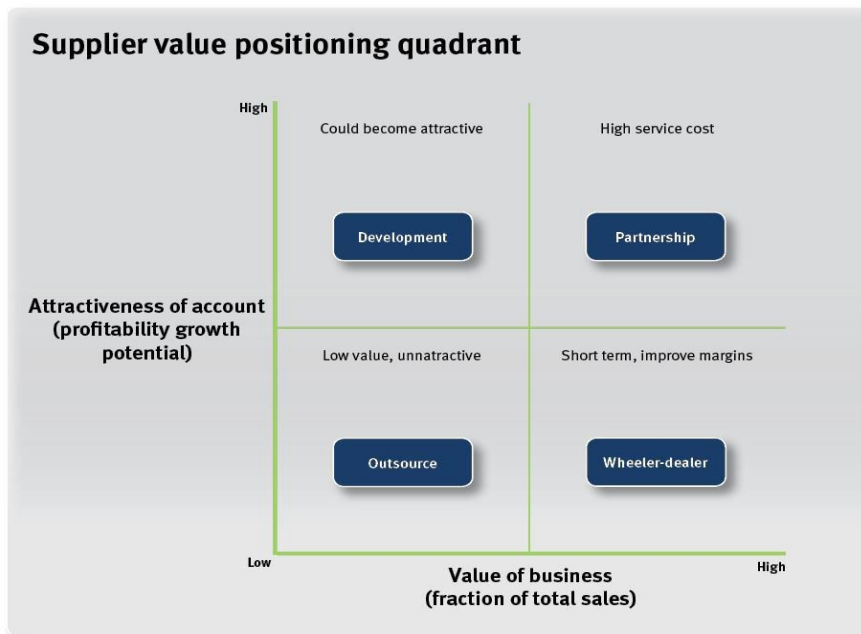 Supplier value positioning quadrant
High
Could become attractive
High service cost
Development
Partnership
Attractiveness of account
(profitability growth
potential)
Low value, unnatractive
Short term, improve margins
Outsource
Wheeler-dealer
Low
High
Value of business
(fraction of total sales)